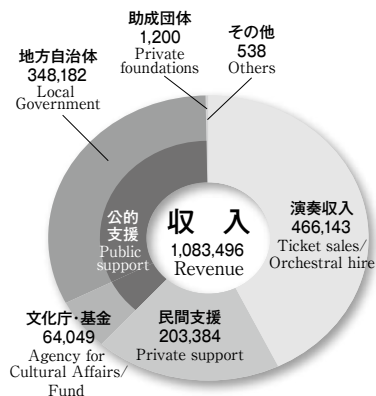 助成団体
1,200
Private
foundations
その他
538
Others
地方自治体
348,182
Local
Government
公的
支援
Public
support
収 入
1,083,496
Revenue
演奏収入
466,143
Ticket sales/
Orchestral hire
文化庁・基金
64,049
Agency for
Cultural Affairs/
Fund
民間支援
203,384
Private support